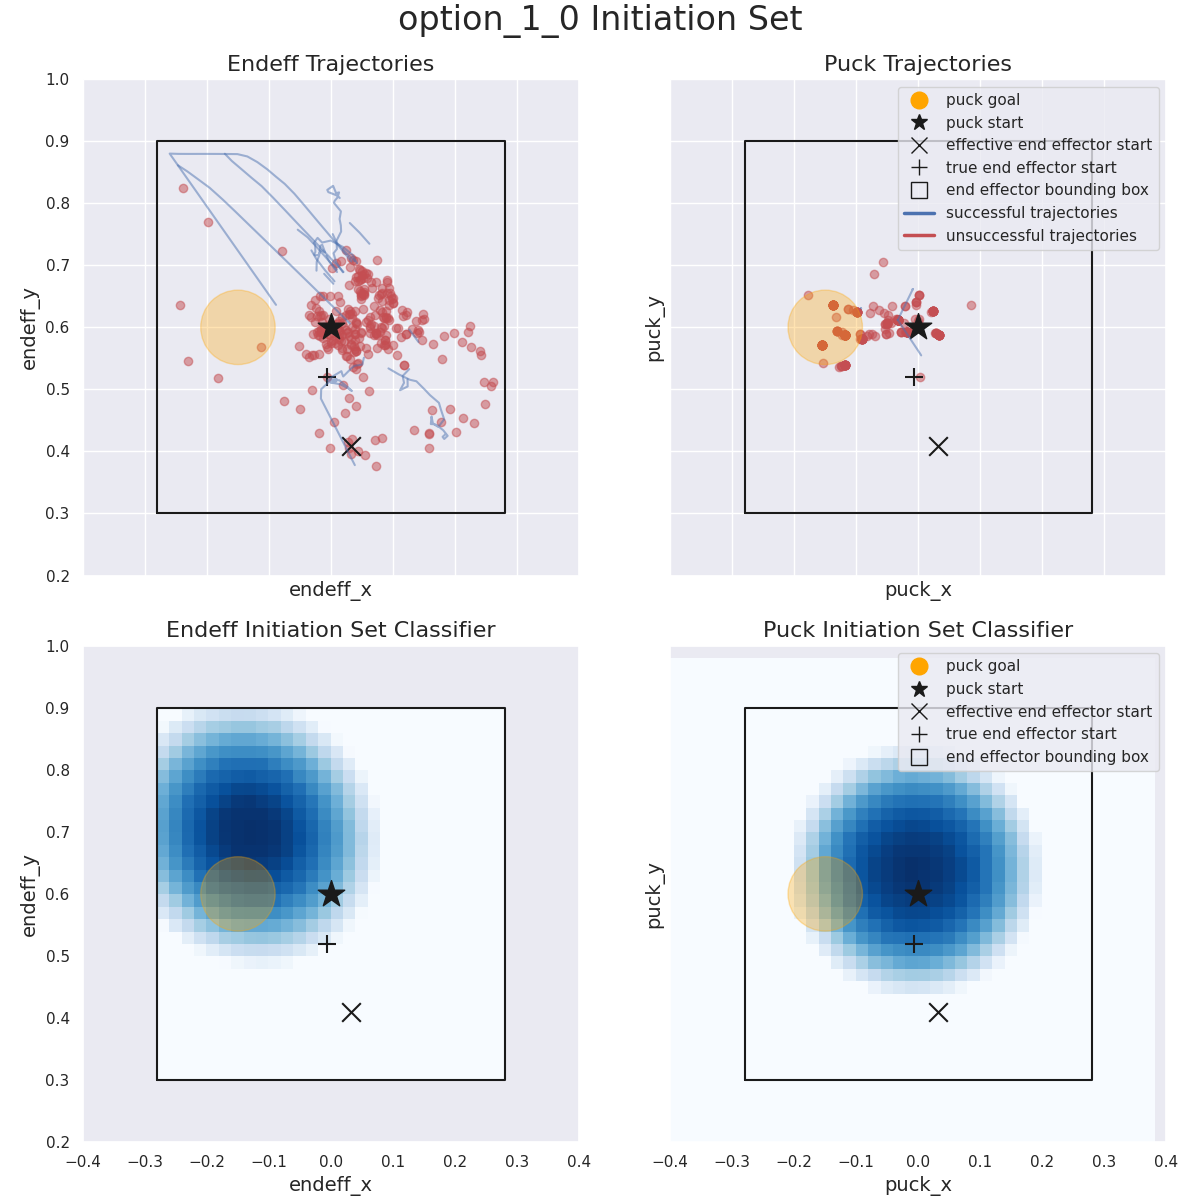 option_1_0 Initiation Set
Endeff Trajectories
1.0
0.9
0.8
0.7
0.6
0.5
0.4
0.3
0.2
endeff_y
endeff_x
Puck Trajectories
puck goal
puck start
effective end effector start
true end effector start
end effector bounding box
successful trajectories
unsuccessful trajectories
puck_y
puck_x
Endeff Initiation Set Classifier
1.0
0.9
0.8
0.7
0.6
0.5
0.4
0.3
0.2
endeff_y
−0.4 −0.3 −0.2 −0.1 0.0 0.1 0.2 0.3 0.4
endeff_x
Puck Initiation Set Classifier
puck goal
puck start
effective end effector start
true end effector start
end effector bounding box
puck_y
−0.4 −0.3 −0.2 −0.1 0.0 0.1 0.2 0.3 0.4
puck_x